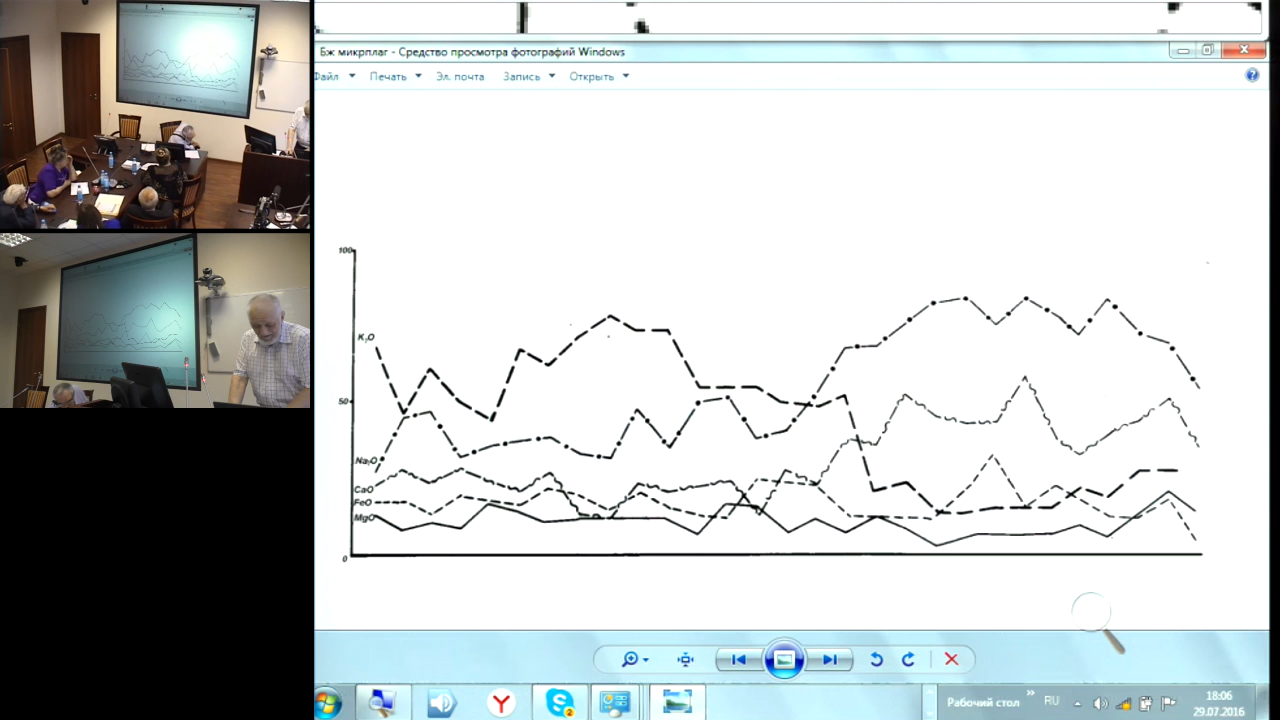 Бж микрплаг - Средство просмотра фотографий Windows
Файл Печать Эл. почта Запись Открыть
100
K₂O
50
Na₂O
CaO
FeO
MgO
0
2
Рабочий стол » RU 18:06
29.07.2016